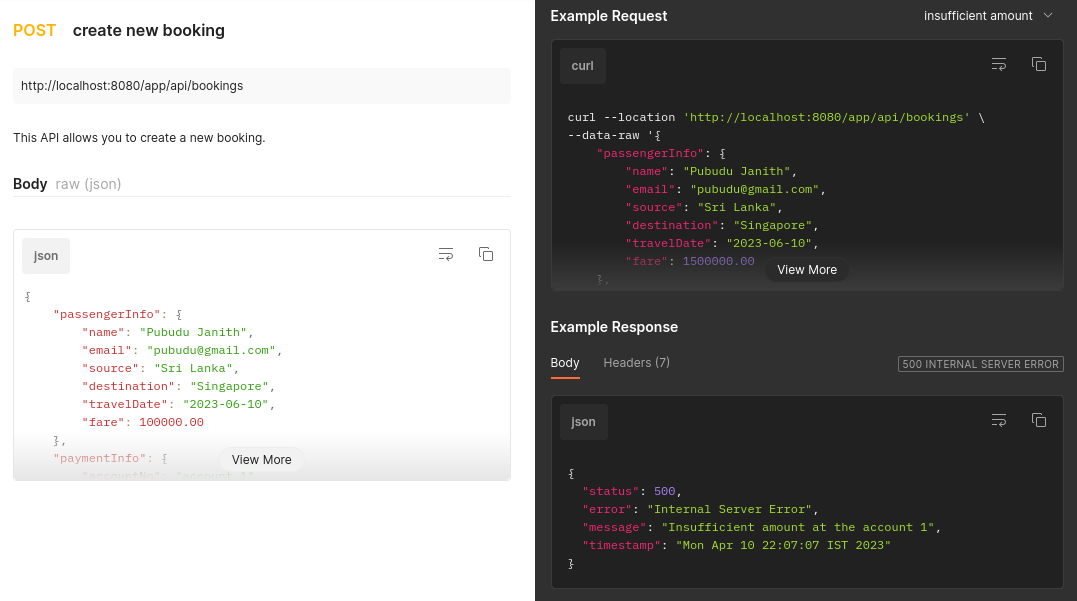 POST create new booking
http://localhost:8080/app/api/bookings
This API allows you to create a new booking.
Body raw (json)
json
{
    "passengerInfo": {
        "name": "Pubudu Janith",
        "email": "pubudu@gmail.com",
        "source": "Sri Lanka",
        "destination": "Singapore",
        "travelDate": "2023-06-10",
        "fare": 100000.00
    },
    "paymentInfo": {
View More
Example Request
insufficient amount
curl
curl --location 'http://localhost:8080/app/api/bookings' \
--data-raw '{
    "passengerInfo": {
        "name": "Pubudu Janith",
        "email": "pubudu@gmail.com",
        "source": "Sri Lanka",
        "destination": "Singapore",
        "travelDate": "2023-06-10",
        "fare": 1500000.00
    },
View More
Example Response
Body Headers (7)
500 INTERNAL SERVER ERROR
json
{
  "status": 500,
  "error": "Internal Server Error",
  "message": "Insufficient amount at the account 1",
  "timestamp": "Mon Apr 10 22:07:07 IST 2023"
}